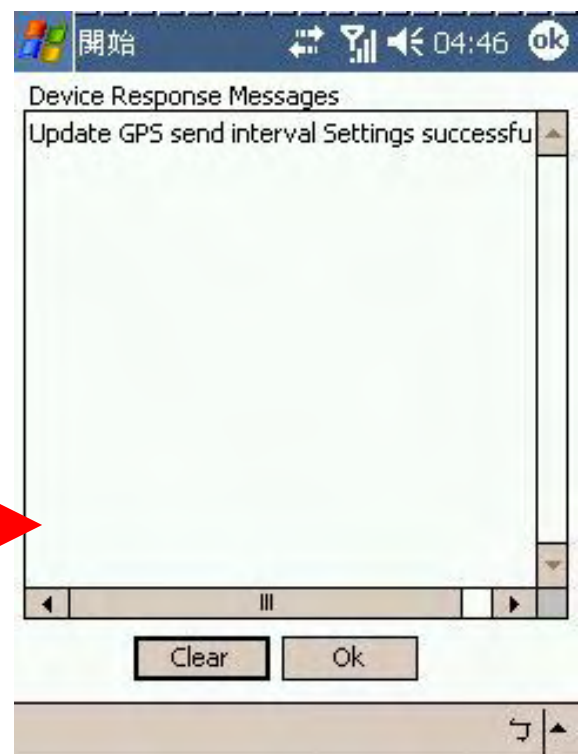 開始 04:46 ok
Device Response Messages
Update GPS send interval Settings successfu
Clear Ok
ㄅ